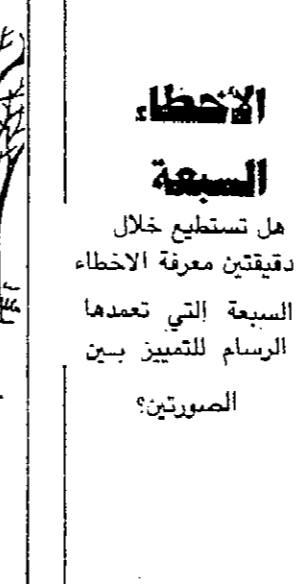 الأخطاء
السبعة
هل تستطيع خلال
دقيقتين معرفة الاخطاء
السبعة التي تعمدها
الرسام للتمييز بين
الصورتين؟